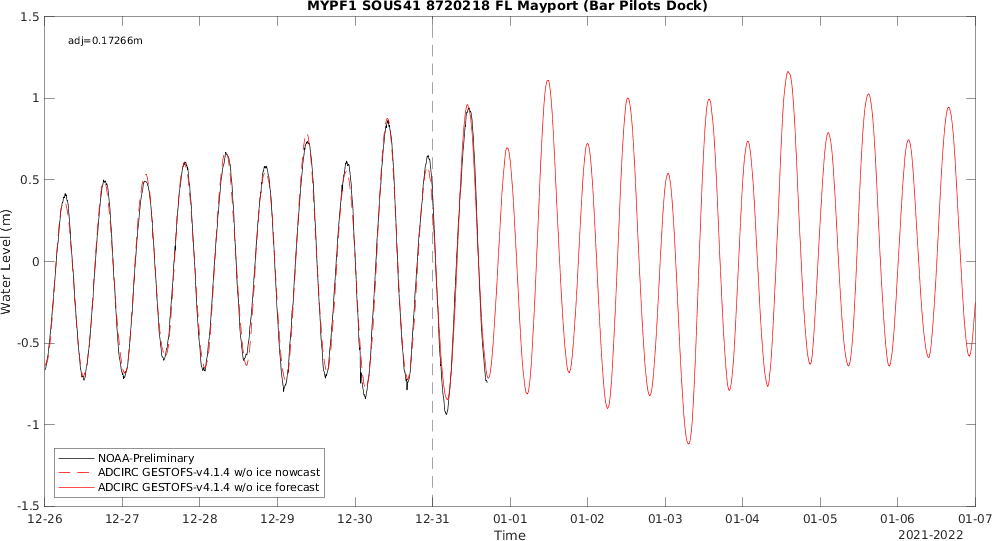 MYPF1 SOUS41 8720218 FL Mayport (Bar Pilots Dock)
1.5
adj=0.17266m
1
0.5
0
-0.5
-1
-1.5
Water Level (m)
NOAA-Preliminary
ADCIRC GESTOFS-v4.1.4 w/o ice nowcast
ADCIRC GESTOFS-v4.1.4 w/o ice forecast
12-26 12-27 12-28 12-29 12-30 12-31 01-01 01-02 01-03 01-04 01-05 01-06 01-07
Time
2021-2022